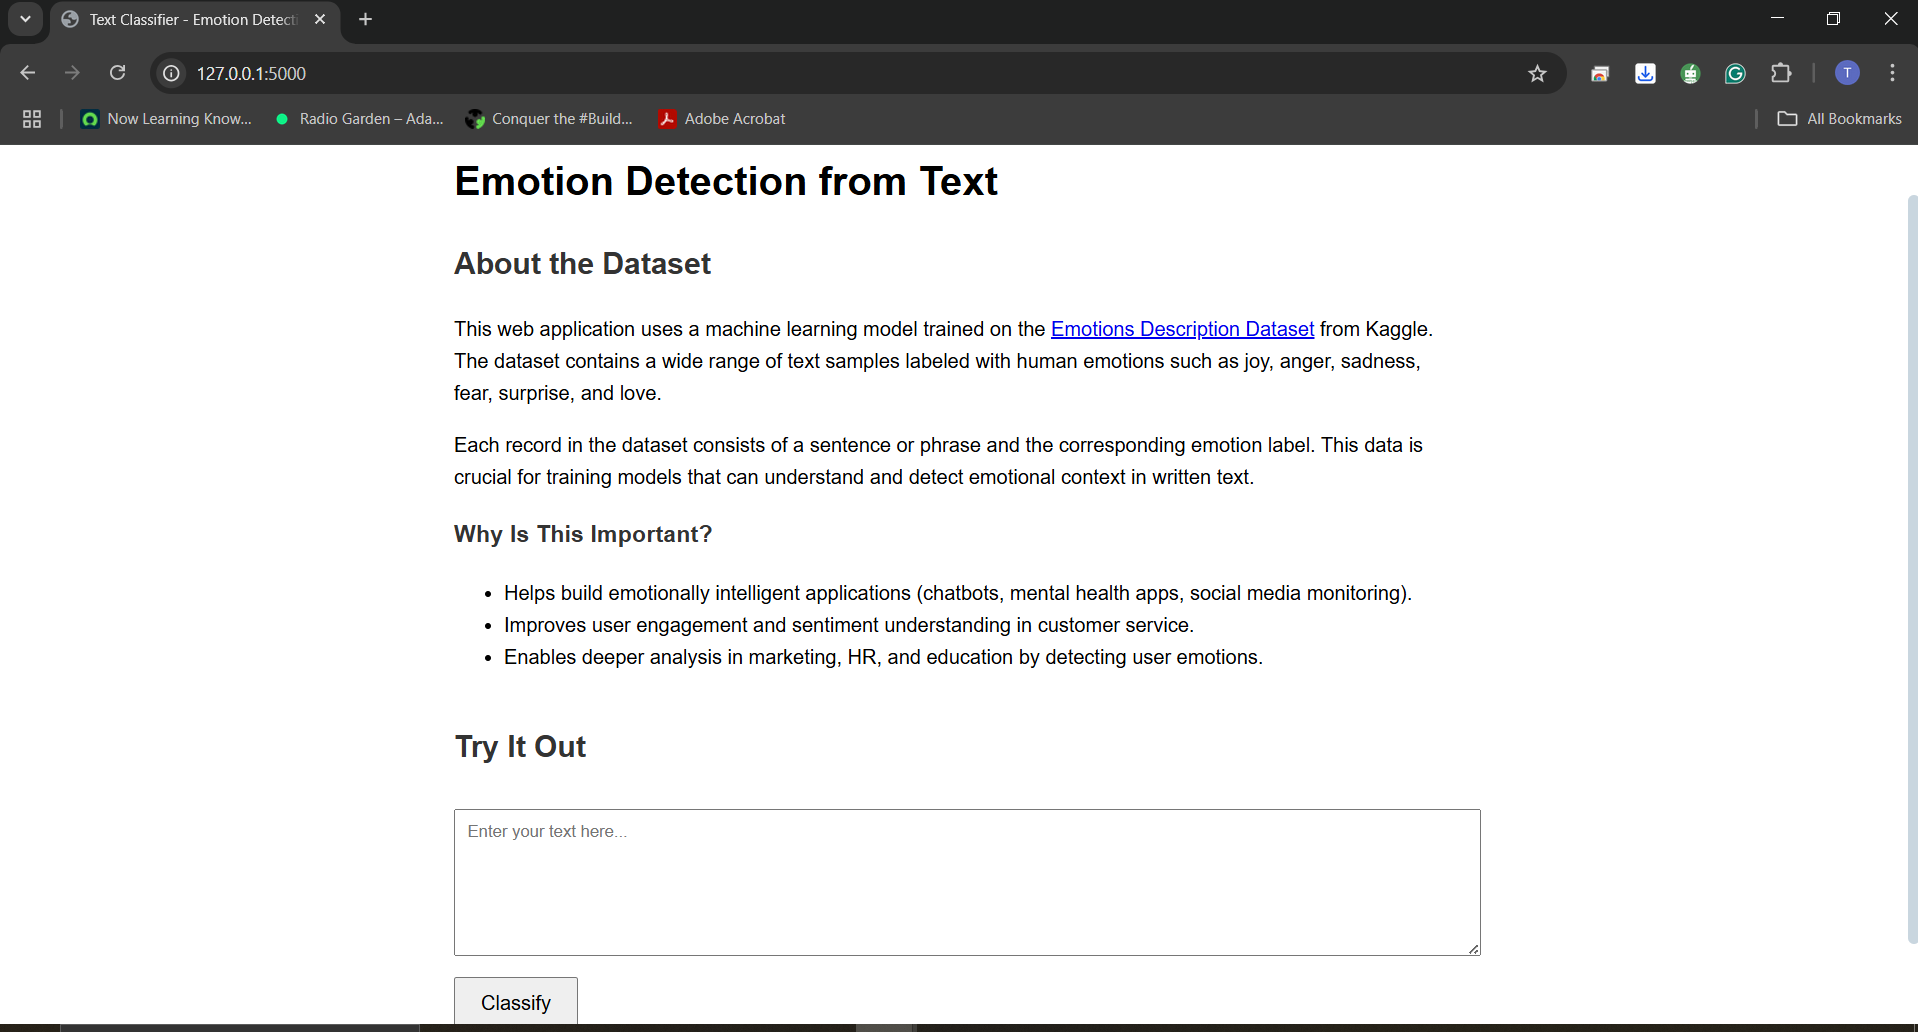 Text Classifier - Emotion Detecti
127.0.0.1:5000
T
Now Learning Know...
Radio Garden – Ada...
Conquer the #Build...
Adobe Acrobat
All Bookmarks
Emotion Detection from Text
About the Dataset
This web application uses a machine learning model trained on the Emotions Description Dataset from Kaggle.
The dataset contains a wide range of text samples labeled with human emotions such as joy, anger, sadness,
fear, surprise, and love.
Each record in the dataset consists of a sentence or phrase and the corresponding emotion label. This data is
crucial for training models that can understand and detect emotional context in written text.
Why Is This Important?
• Helps build emotionally intelligent applications (chatbots, mental health apps, social media monitoring).
• Improves user engagement and sentiment understanding in customer service.
• Enables deeper analysis in marketing, HR, and education by detecting user emotions.
Try It Out
Enter your text here...
Classify